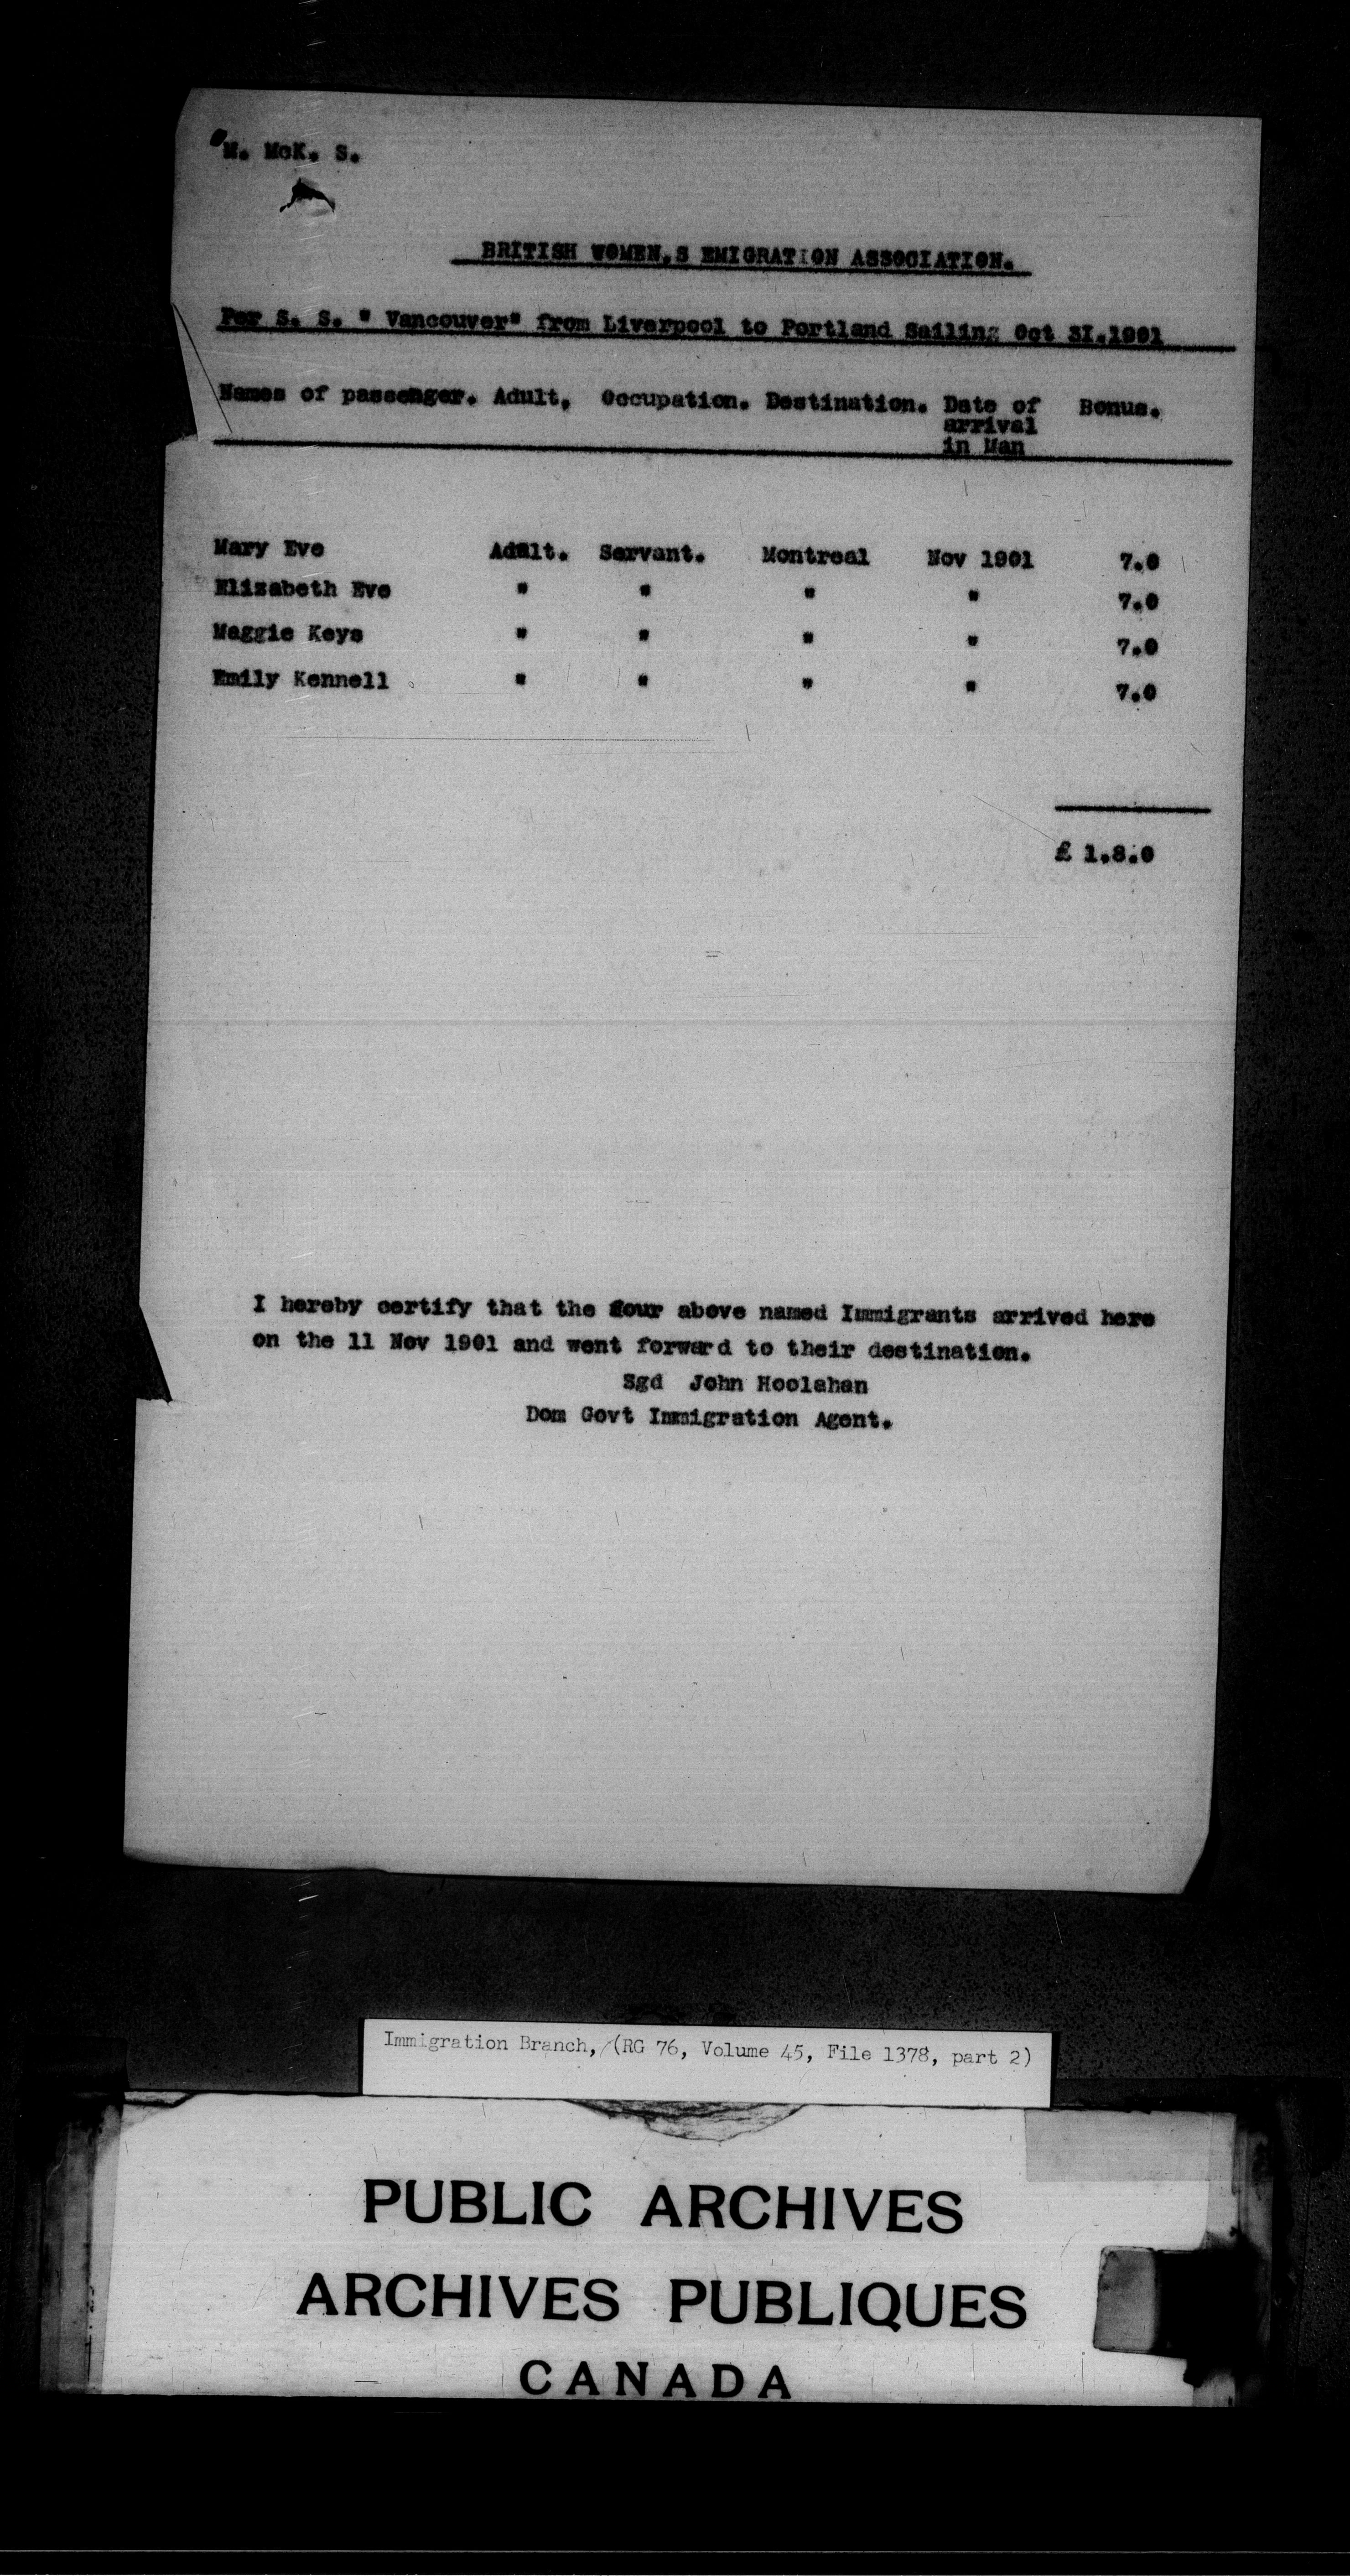 M. McK. S.
BRITISH WOMEN,S EMIGRATION ASSOCIATION.
Per S. S. " Vancouver" from Liverpool to Portland Sailing Oct 3I.1901
Names of passenger. Adult. Occupation. Destination. Date of arrival in Man Bonus.
Mary Eve Adult. Servant. Montreal Nov 1901 7.0
Elizabeth Eve " " " " 7.0
Maggie Keys " " " " 7.0
Emily Kennell " " " " 7.0
£ 1.8.0
I hereby certify that the four above named Immigrants arrived here
on the 11 Nov 1901 and went forward to their destination.
Sgd John Hoolahan
Dom Govt Immigration Agent.
Immigration Branch, (RG 76, Volume 45, File 1378, part 2)
PUBLIC ARCHIVES
ARCHIVES PUBLIQUES
CANADA